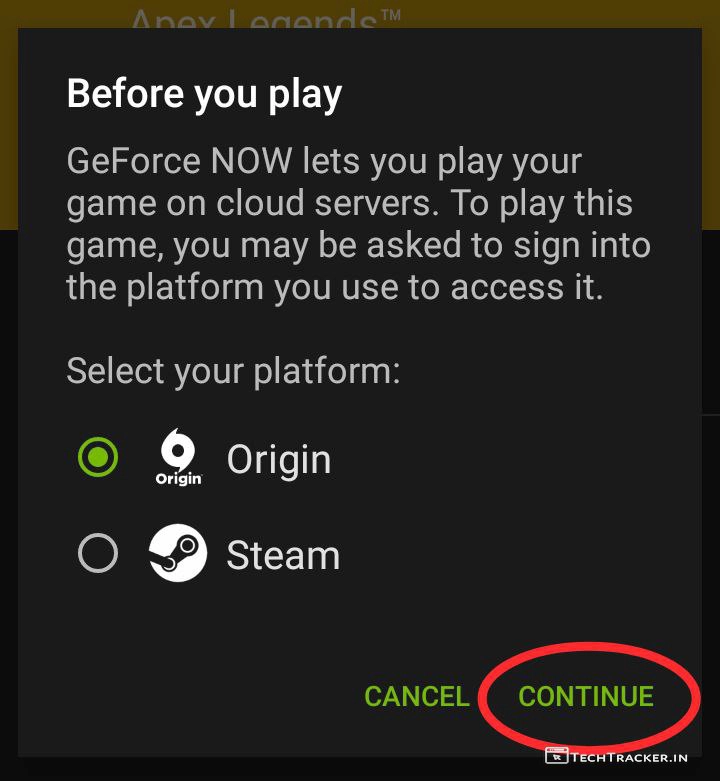 Apex Legends™
Before you play
GeForce NOW lets you play your
game on cloud servers. To play this
game, you may be asked to sign into
the platform you use to access it.
Select your platform:
Origin
Origin
Steam
CANCEL CONTINUE
TECHTRACKER.IN